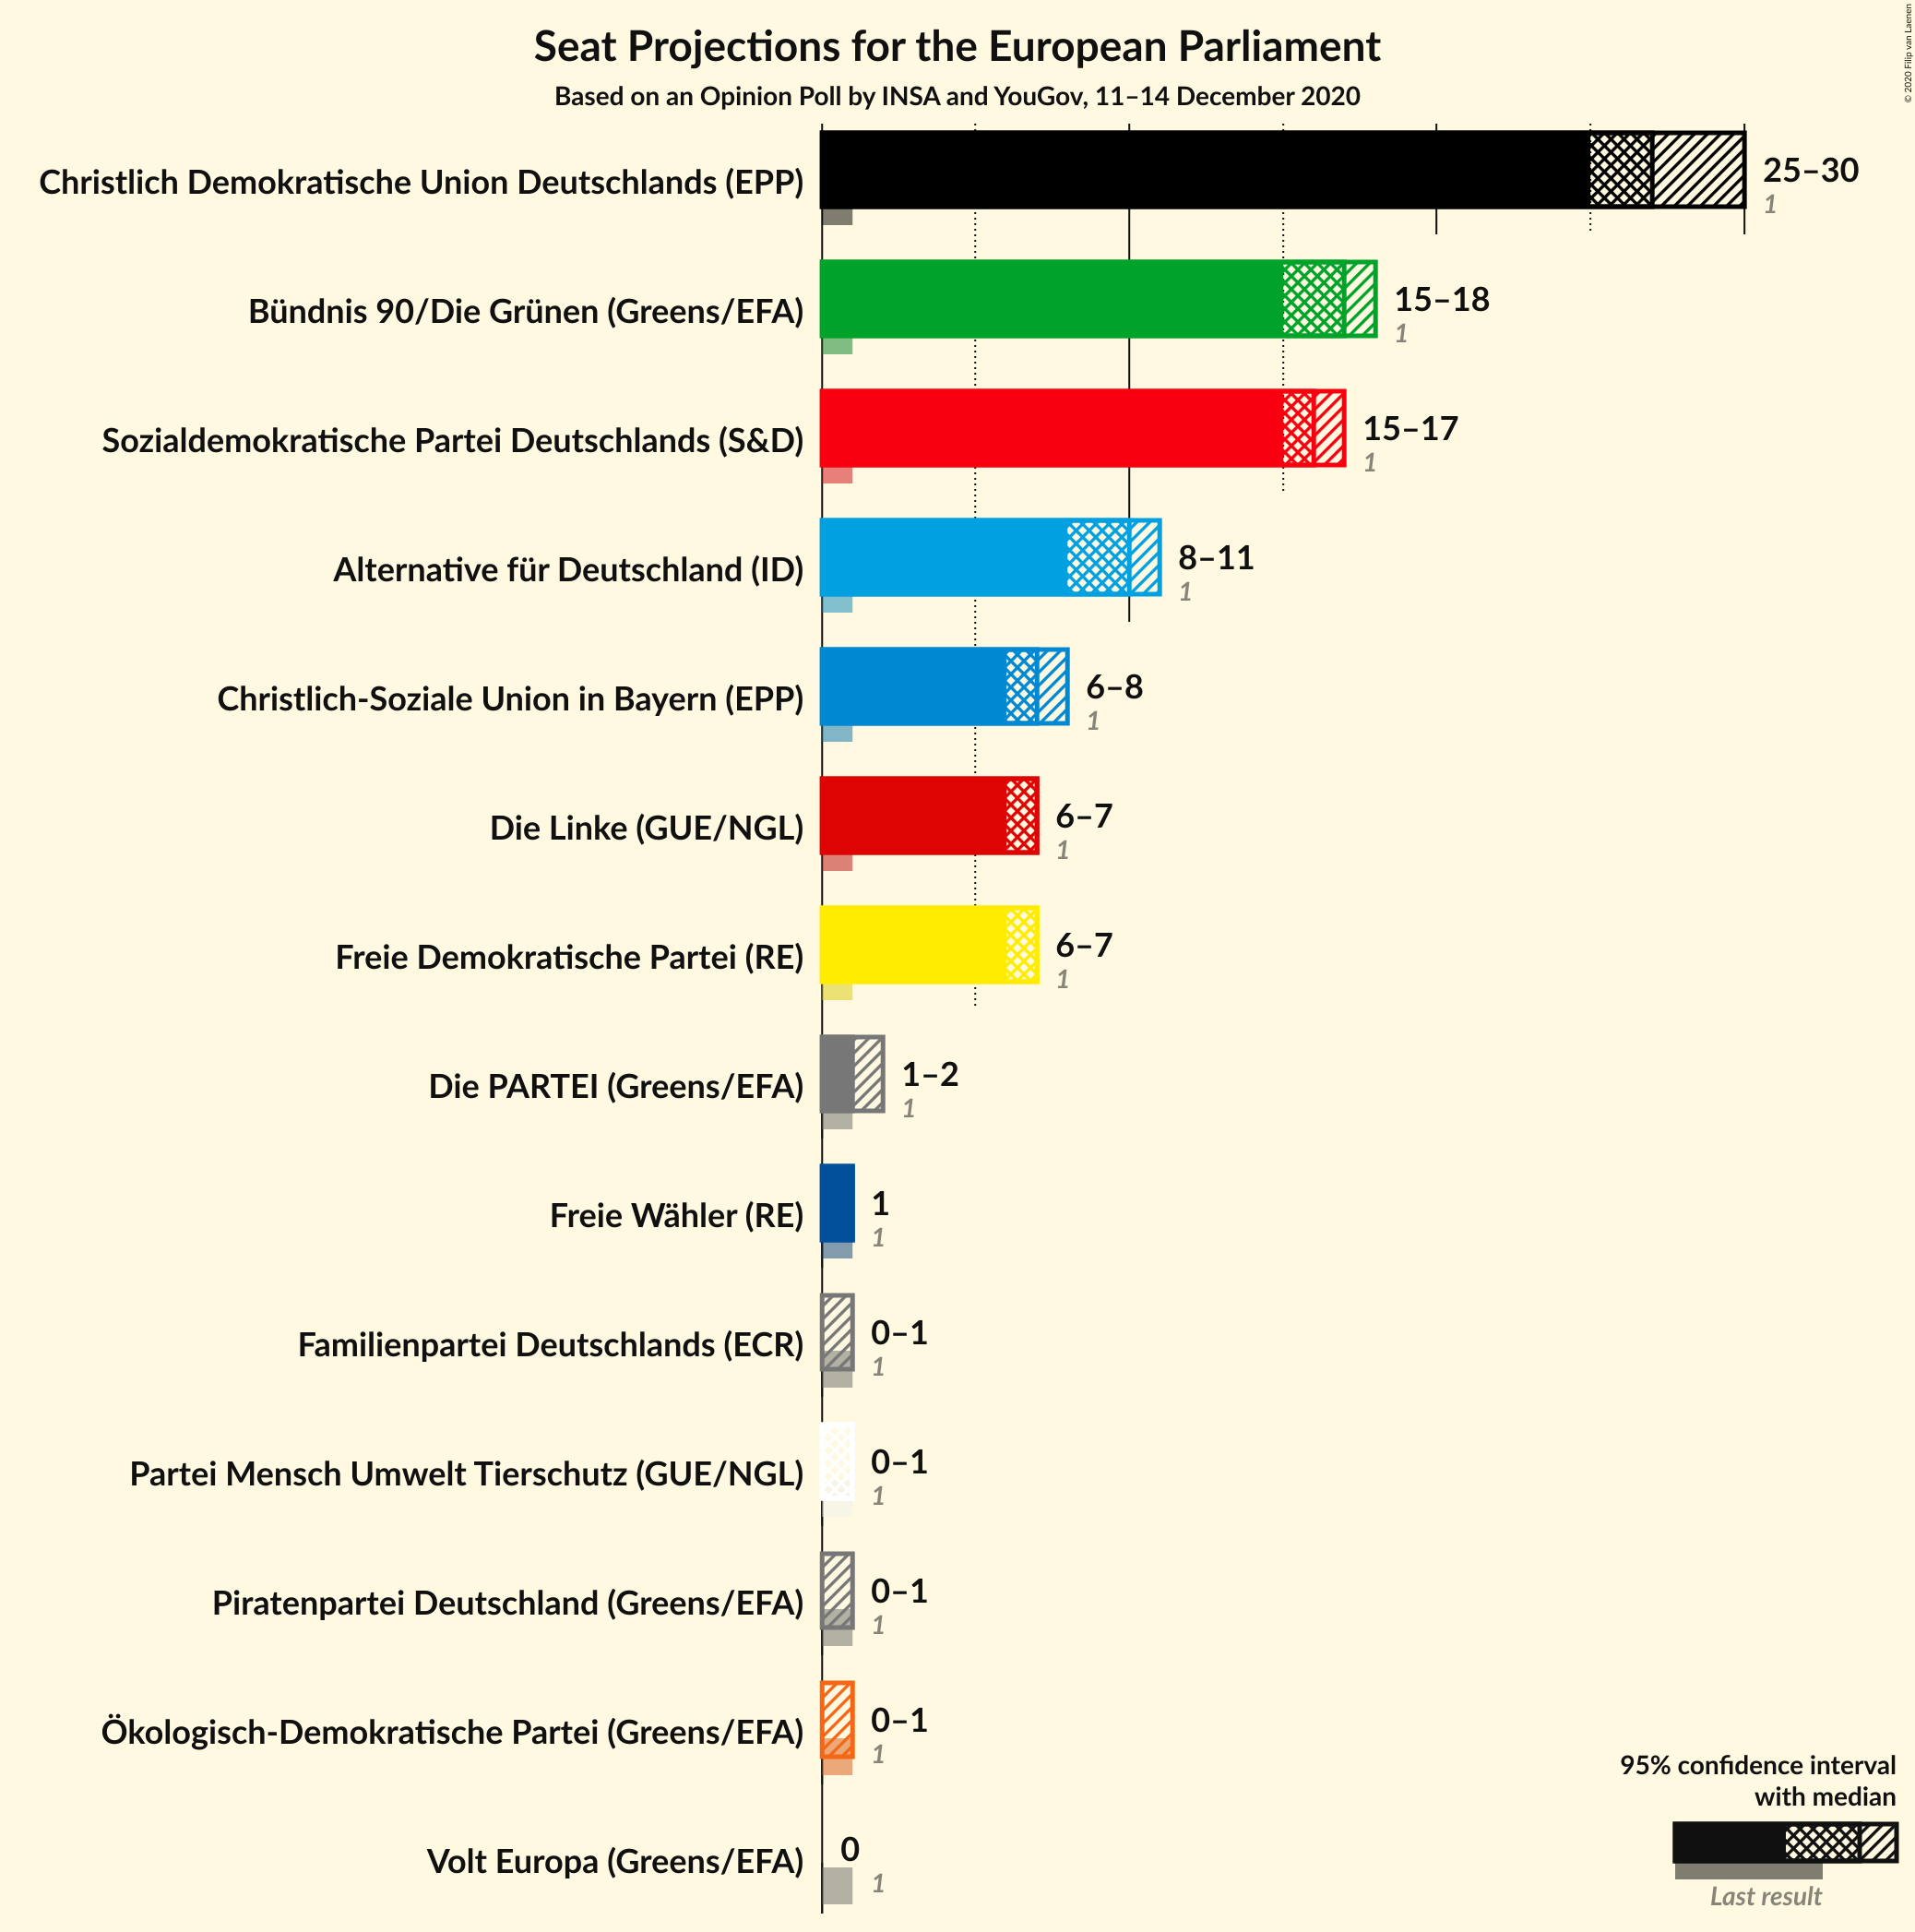 Seat Projections for the European Parliament
Based on an Opinion Poll by INSA and YouGov, 11–14 December 2020
© 2020 Filip van Laenen
Christlich Demokratische Union Deutschlands (EPP)
25–30
1
Bündnis 90/Die Grünen (Greens/EFA)
15–18
1
Sozialdemokratische Partei Deutschlands (S&D)
15–17
1
Alternative für Deutschland (ID)
8–11
1
Christlich-Soziale Union in Bayern (EPP)
6–8
1
Die Linke (GUE/NGL)
6–7
1
Freie Demokratische Partei (RE)
6–7
1
Die PARTEI (Greens/EFA)
1–2
1
Freie Wähler (RE)
1
1
Familienpartei Deutschlands (ECR)
0–1
1
Partei Mensch Umwelt Tierschutz (GUE/NGL)
0–1
1
Piratenpartei Deutschland (Greens/EFA)
0–1
1
Ökologisch-Demokratische Partei (Greens/EFA)
0–1
1
Volt Europa (Greens/EFA)
0
1
95% confidence interval
with median
Last result